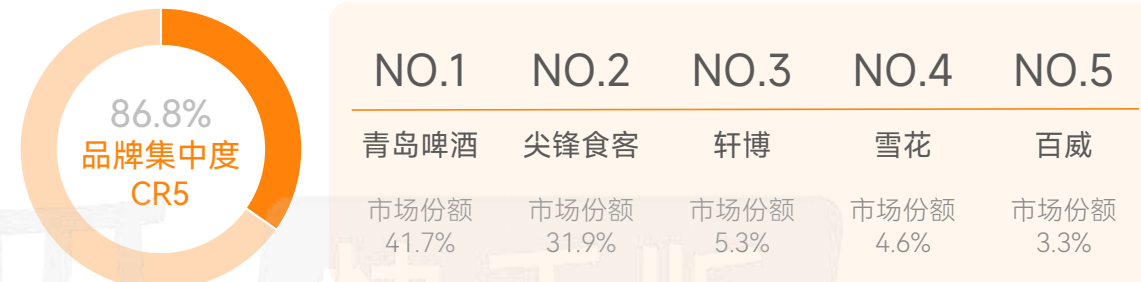 86.8%
品牌集中度
CR5
NO.1 NO.2 NO.3 NO.4 NO.5
青岛啤酒 尖锋食客 轩博 雪花 百威
市场份额 市场份额 市场份额 市场份额 市场份额
41.7% 31.9% 5.3% 4.6% 3.3%